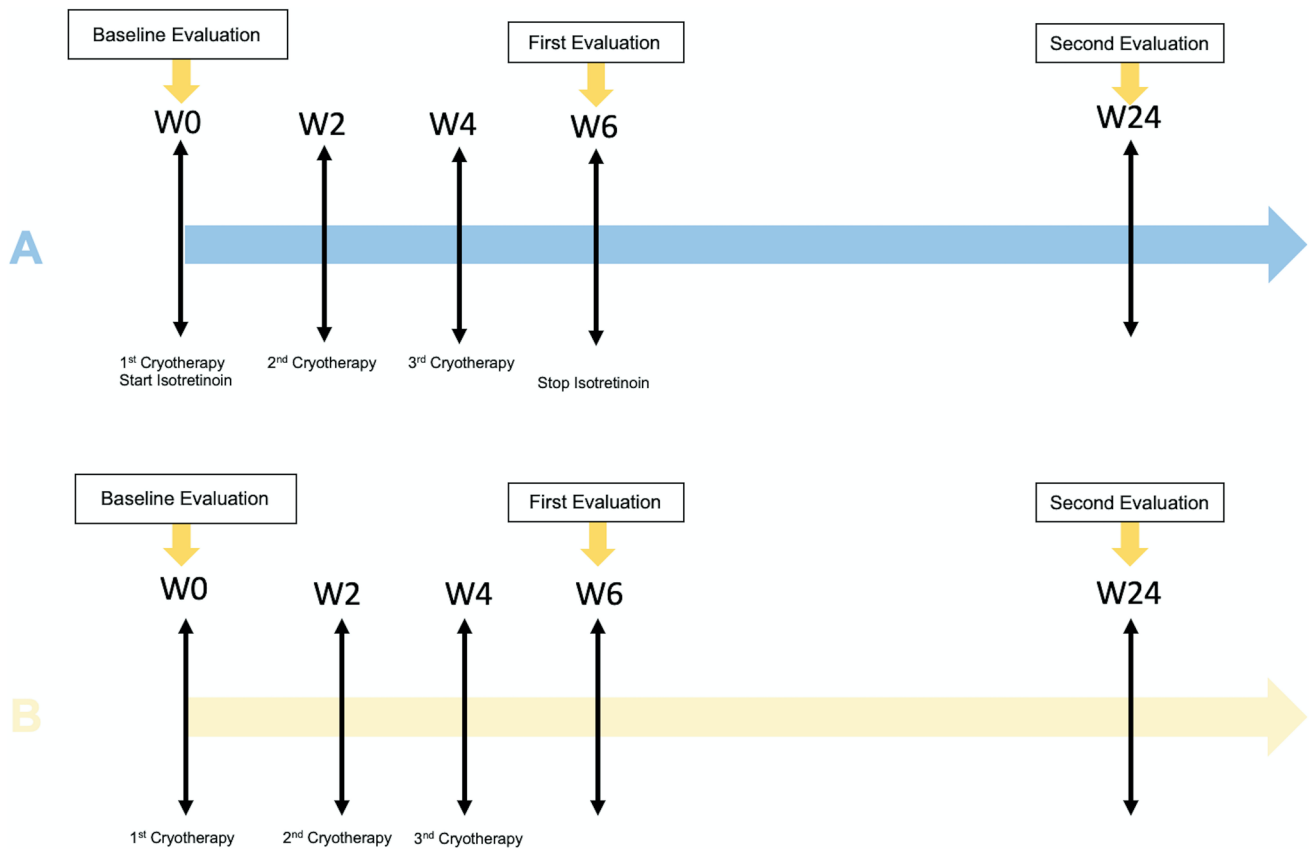 Baseline Evaluation
First Evaluation
Second Evaluation
W0
W2
W4
W6
W24
A
1st Cryotherapy
Start Isotretinoin
2nd Cryotherapy
3rd Cryotherapy
Stop Isotretinoin
Baseline Evaluation
First Evaluation
Second Evaluation
W0
W2
W4
W6
W24
B
1st Cryotherapy
2nd Cryotherapy
3rd Cryotherapy